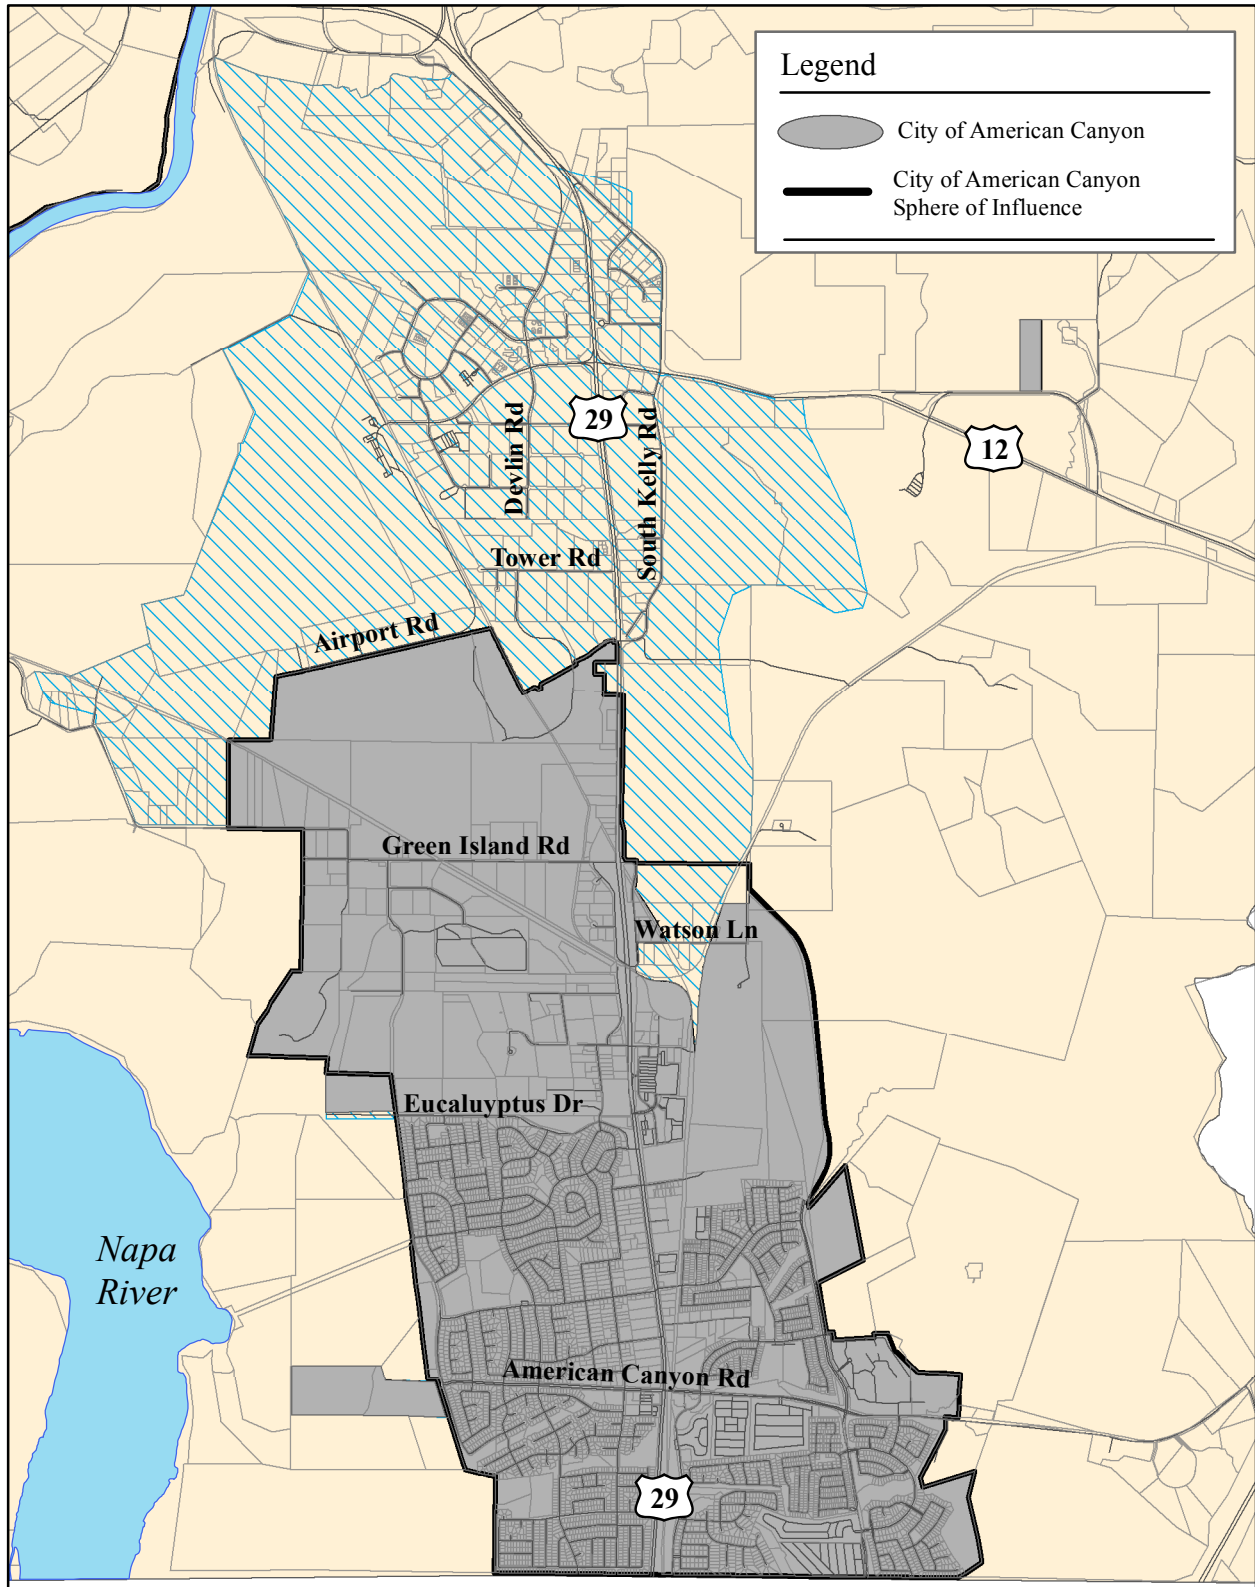 Legend
City of American Canyon
City of American Canyon
Sphere of Influence
29
12
Devlin Rd
South Kelly Rd
Tower Rd
Airport Rd
Green Island Rd
Watson Ln
Eucaluyptus Dr
Napa
River
American Canyon Rd
29